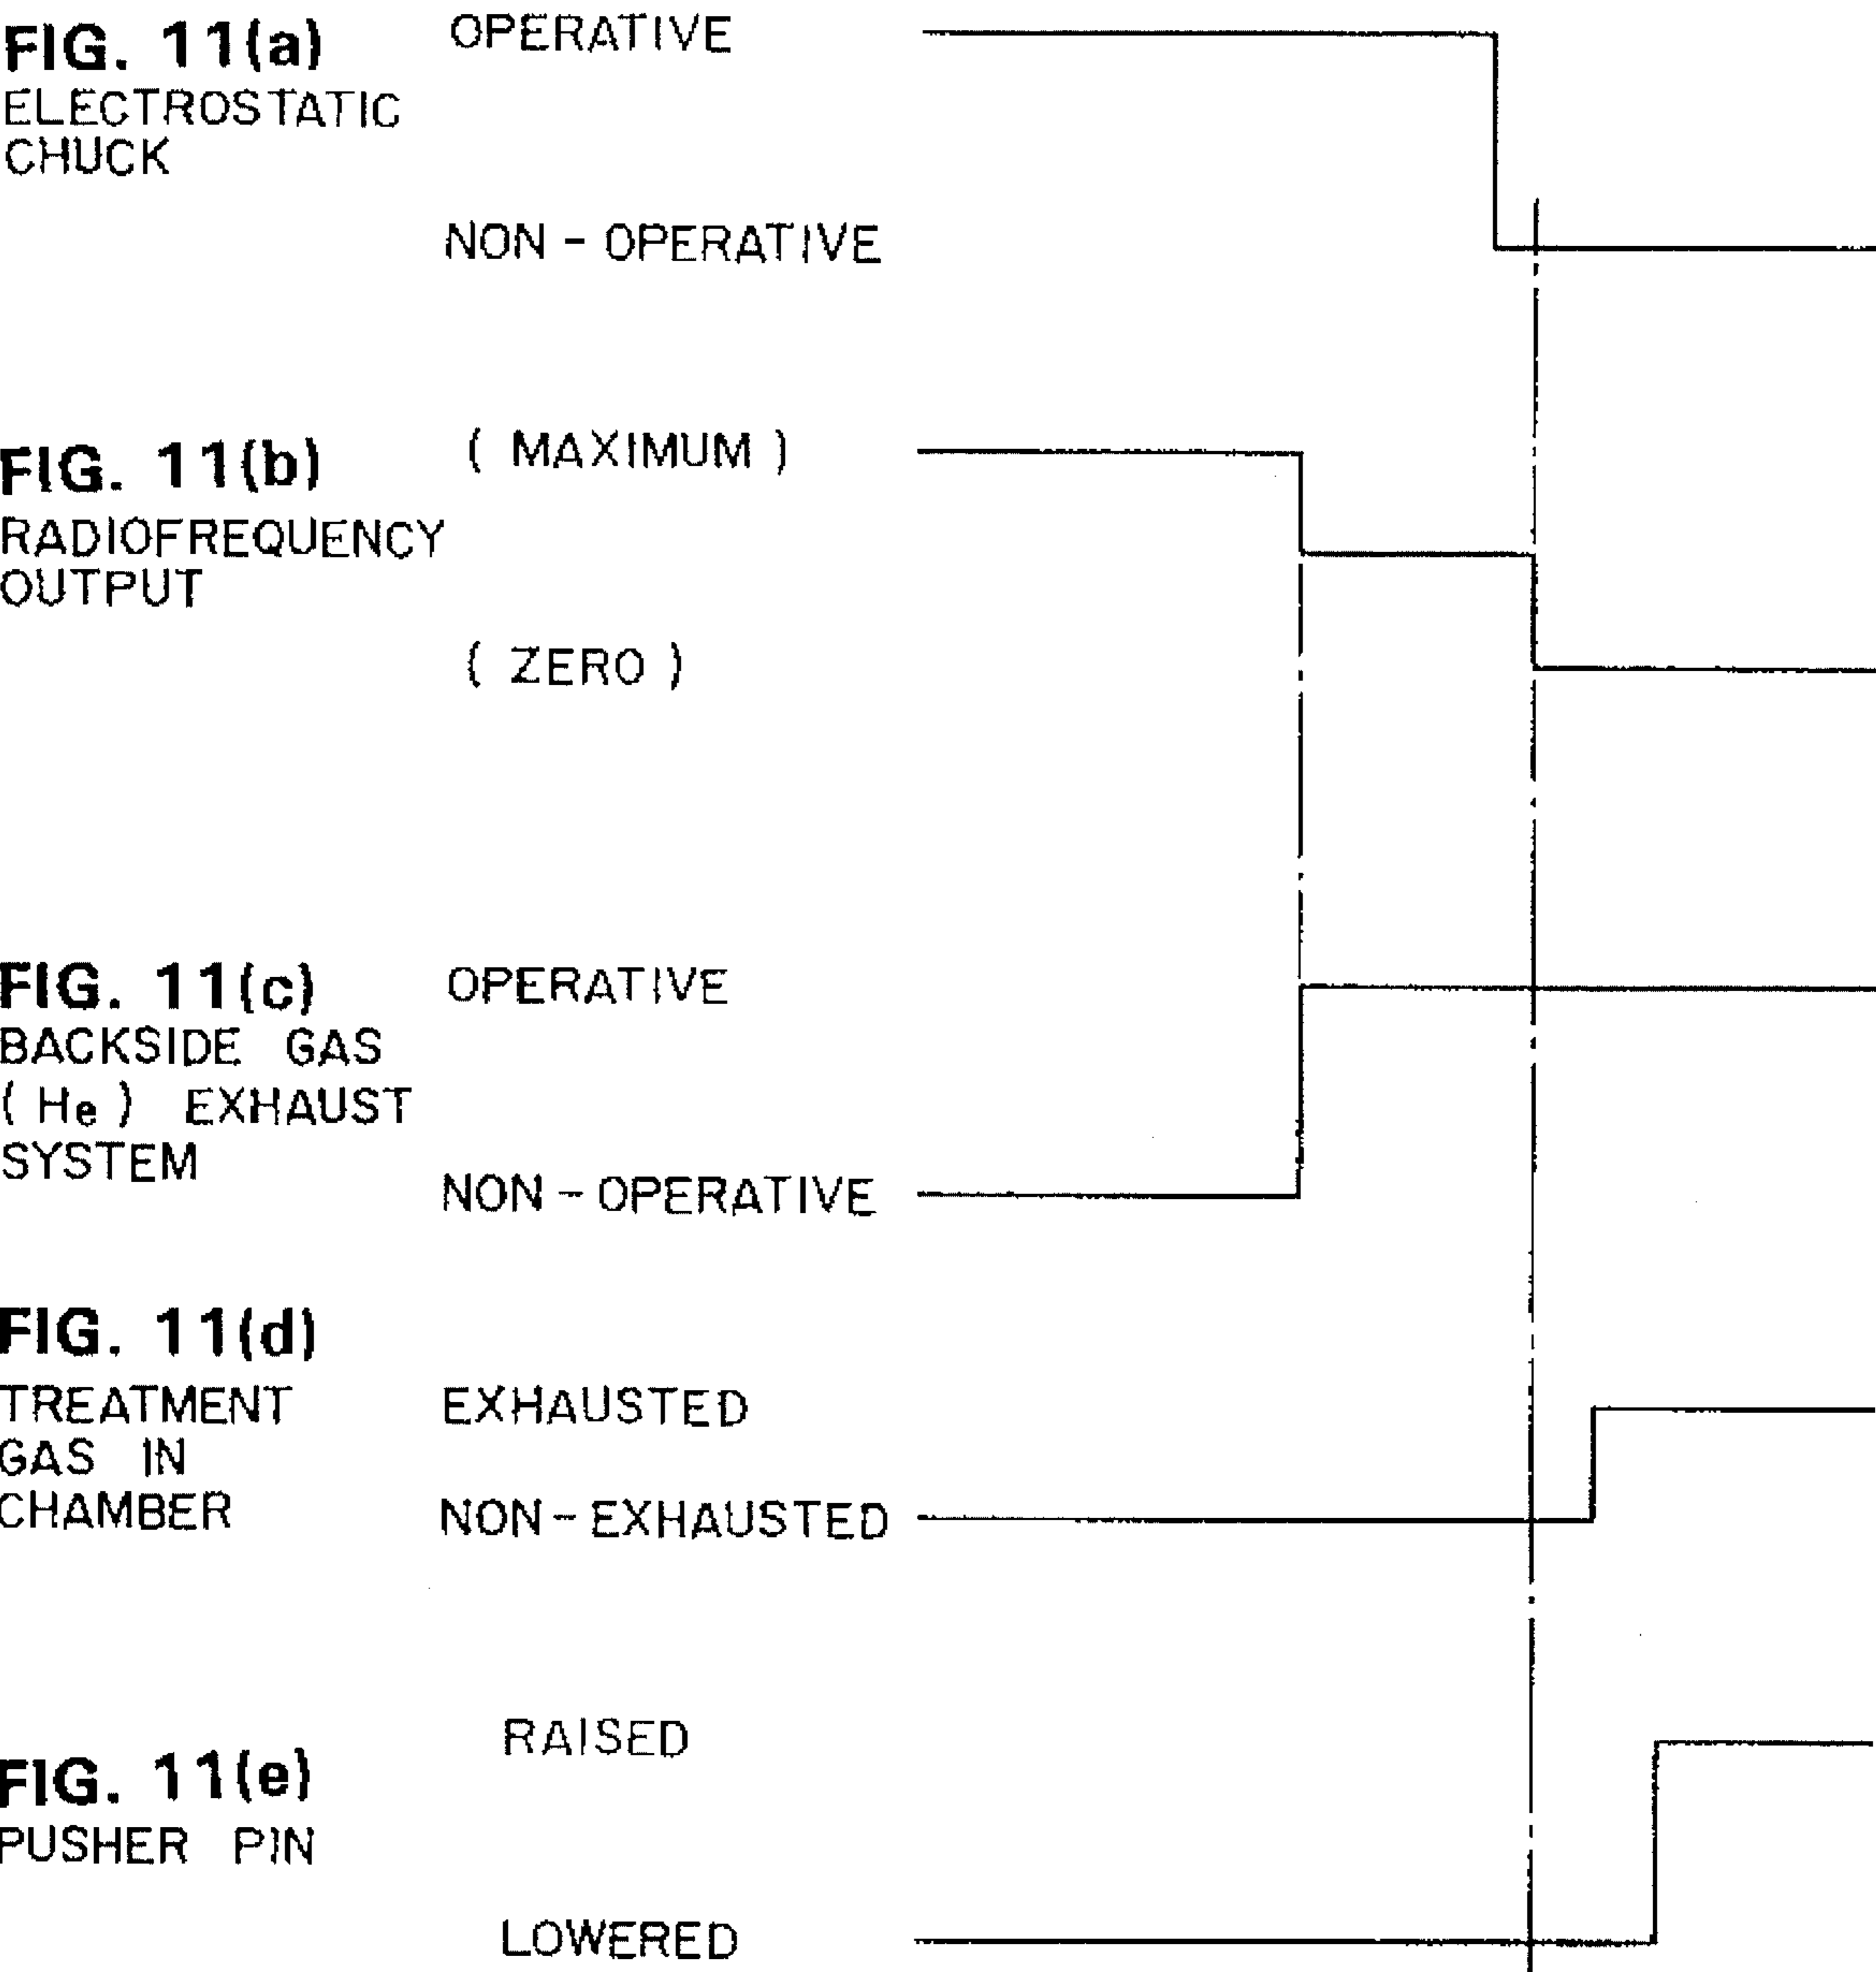 FIG. 11(a)
ELECTROSTATIC
CHUCK
OPERATIVE
NON-OPERATIVE
FIG. 11(b)
RADIOFREQUENCY
OUTPUT
( MAXIMUM )
( ZERO )
FIG. 11(c)
BACKSIDE GAS
( He ) EXHAUST
SYSTEM
OPERATIVE
NON-OPERATIVE
FIG. 11(d)
TREATMENT
GAS IN
CHAMBER
EXHAUSTED
NON-EXHAUSTED
FIG. 11(e)
PUSHER PIN
RAISED
LOWERED